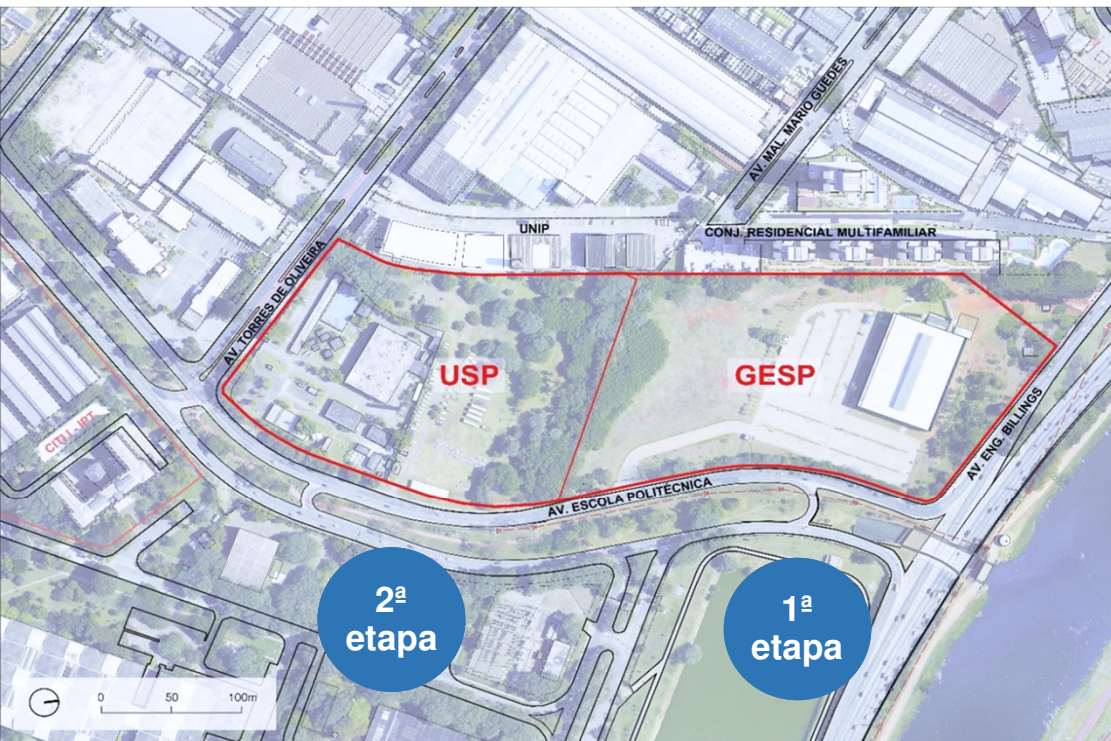 AV. MAL. MARIO GUEDES
UNIP
CONJ. RESIDENCIAL MULTIFAMILIAR
AV. TORRES DE OLIVEIRA
USP
GESP
CITIJ - IPT
AV. ENG. BILLINGS
AV. ESCOLA POLITÉCNICA
2ª
etapa
1ª
etapa
0 50 100m